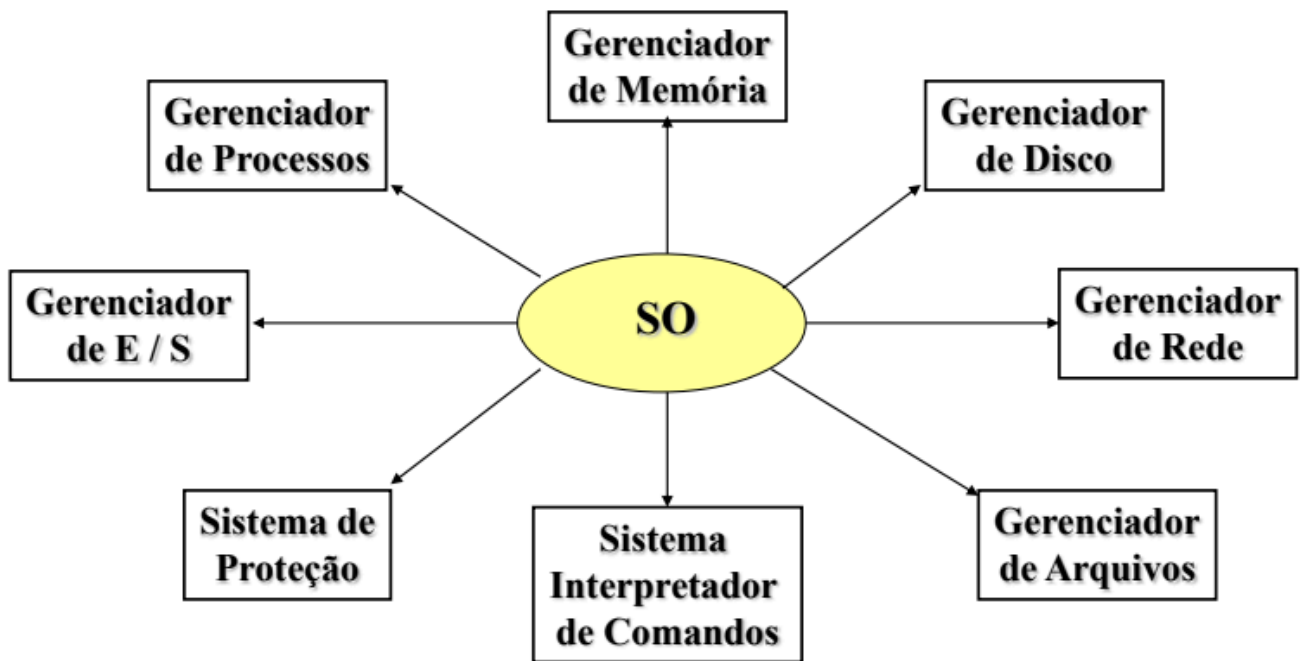 Gerenciador
de Memória
Gerenciador
de Processos
Gerenciador
de Disco
Gerenciador
de E / S
SO
Gerenciador
de Rede
Sistema de
Proteção
Sistema
Interpretador
de Comandos
Gerenciador
de Arquivos